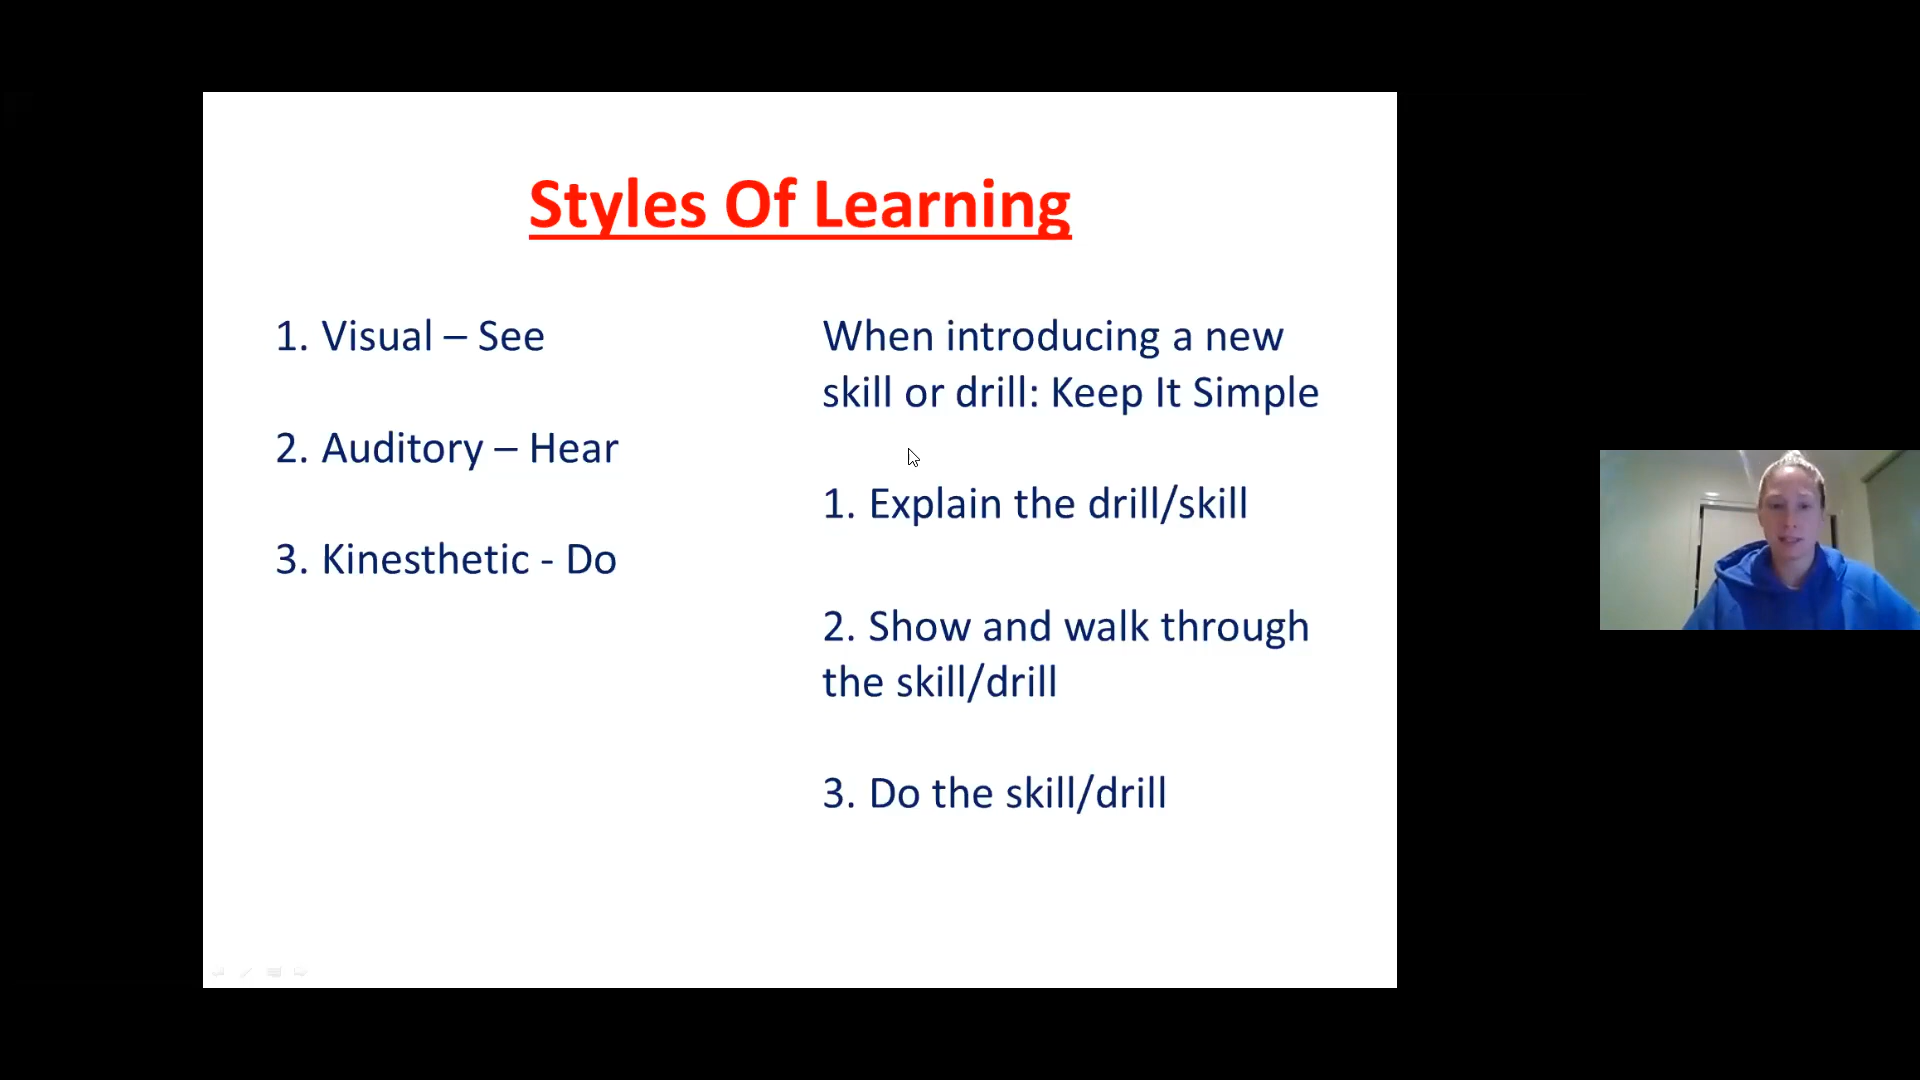 Styles Of Learning
1. Visual – See
2. Auditory – Hear
3. Kinesthetic - Do
When introducing a new
skill or drill: Keep It Simple
1. Explain the drill/skill
2. Show and walk through
the skill/drill
3. Do the skill/drill